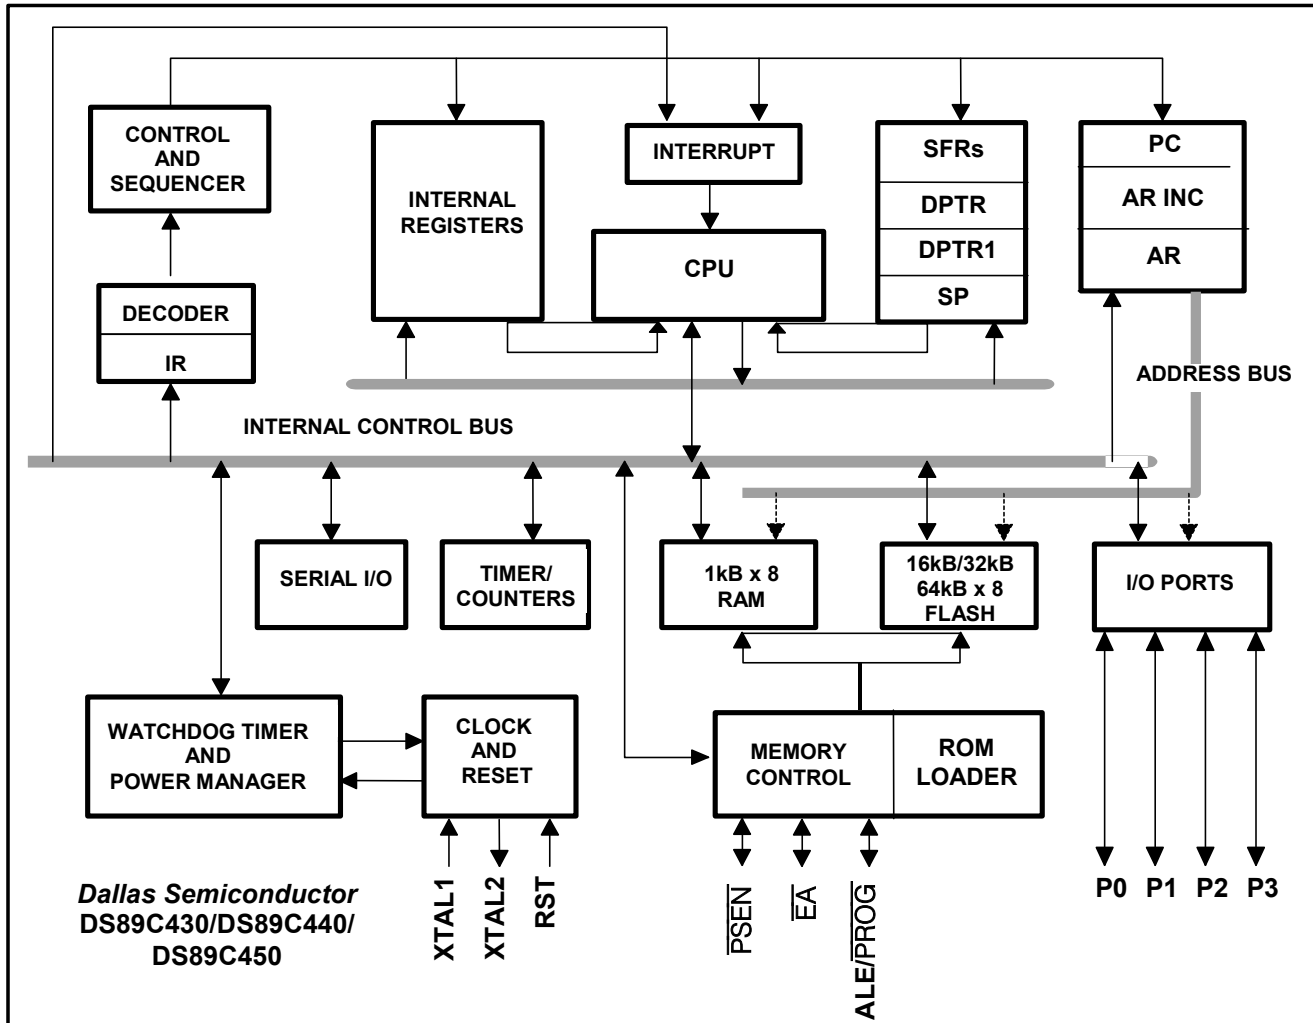 CONTROL
AND
SEQUENCER
DECODER
IR
INTERNAL
REGISTERS
INTERRUPT
CPU
SFRs
DPTR
DPTR1
SP
PC
AR INC
AR
ADDRESS BUS
INTERNAL CONTROL BUS
SERIAL I/O
TIMER/
COUNTERS
1kB x 8
RAM
16kB/32kB
64kB x 8
FLASH
I/O PORTS
WATCHDOG TIMER
AND
POWER MANAGER
CLOCK
AND
RESET
MEMORY
CONTROL
ROM
LOADER
XTAL1
XTAL2
RST
PSEN
EA
ALE/PROG
P0
P1
P2
P3
Dallas Semiconductor
DS89C430/DS89C440/
DS89C450